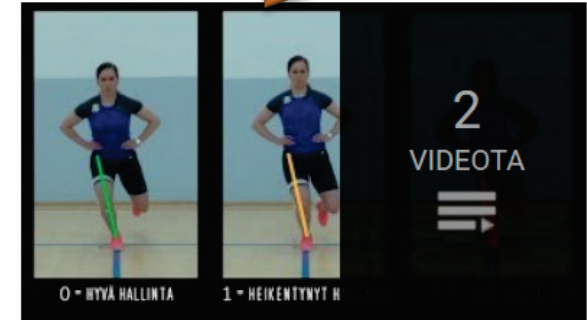 2
VIDEOTA
0 - HYVÄ HALLINTA
1 - HEIKENTYNYT H